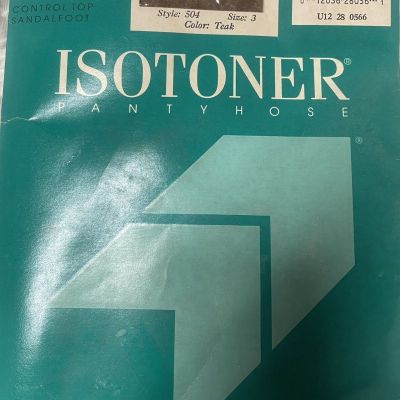 CONTROL TOP
SANDALFOOT
Style: 504 Size: 3
Color: Teak
U12 28 0566
ISOTONER®
PANTYHOSE
®